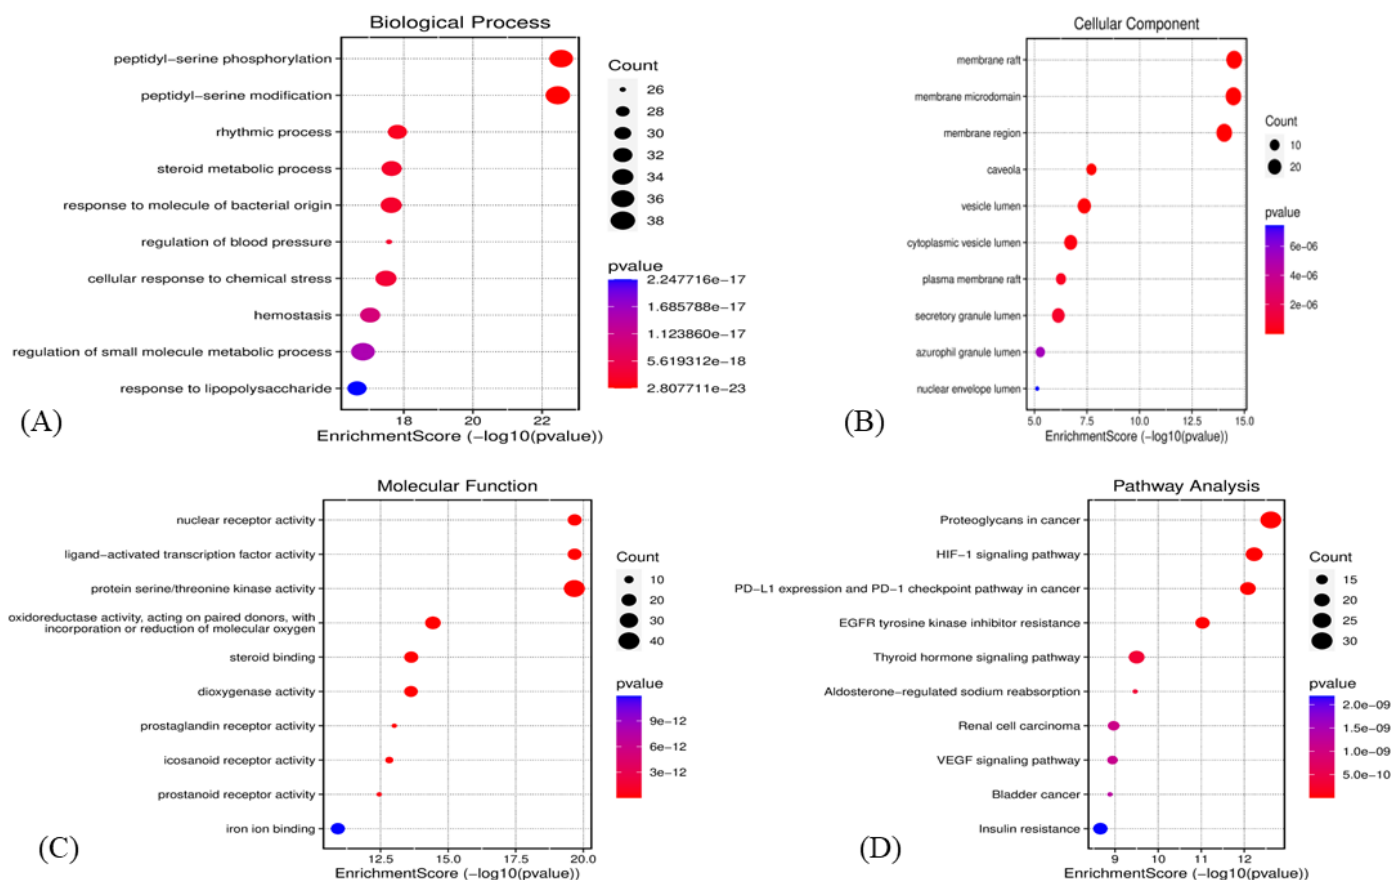 Biological Process
peptidyl−serine phosphorylation
peptidyl−serine modification
rhythmic process
steroid metabolic process
response to molecule of bacterial origin
regulation of blood pressure
cellular response to chemical stress
hemostasis
regulation of small molecule metabolic process
response to lipopolysaccharide
18 20 22
EnrichmentScore (−log10(pvalue))
Count
26
28
30
32
34
36
38
pvalue
2.247716e−17
1.685788e−17
1.123860e−17
5.619312e−18
2.807711e−23
(A)
Cellular Component
membrane raft
membrane microdomain
membrane region
caveola
vesicle lumen
cytoplasmic vesicle lumen
plasma membrane raft
secretory granule lumen
azurophil granule lumen
nuclear envelope lumen
5.0 7.5 10.0 12.5 15.0
EnrichmentScore (−log10(pvalue))
Count
10
20
pvalue
6e−06
4e−06
2e−06
(B)
Molecular Function
nuclear receptor activity
ligand−activated transcription factor activity
protein serine/threonine kinase activity
oxidoreductase activity, acting on paired donors, with
incorporation or reduction of molecular oxygen
steroid binding
dioxygenase activity
prostaglandin receptor activity
icosanoid receptor activity
prostanoid receptor activity
iron ion binding
12.5 15.0 17.5 20.0
EnrichmentScore (−log10(pvalue))
Count
10
20
30
40
pvalue
9e−12
6e−12
3e−12
(C)
Pathway Analysis
Proteoglycans in cancer
HIF−1 signaling pathway
PD−L1 expression and PD−1 checkpoint pathway in cancer
EGFR tyrosine kinase inhibitor resistance
Thyroid hormone signaling pathway
Aldosterone−regulated sodium reabsorption
Renal cell carcinoma
VEGF signaling pathway
Bladder cancer
Insulin resistance
9 10 11 12
EnrichmentScore (−log10(pvalue))
Count
15
20
25
30
pvalue
2.0e−09
1.5e−09
1.0e−09
5.0e−10
(D)